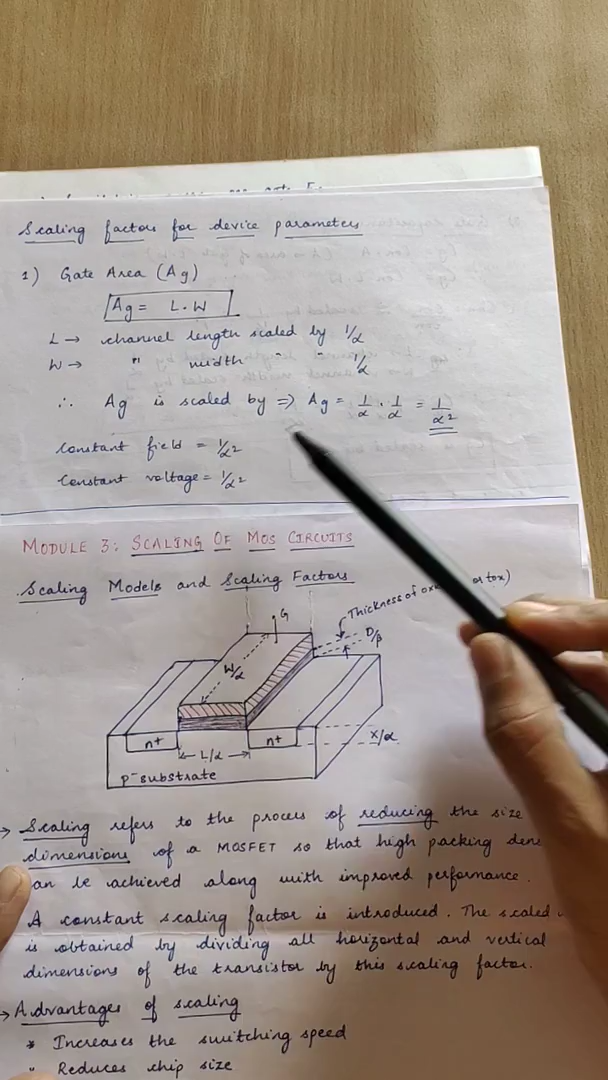 Scaling factors for device parameters
1) Gate Area (Ag)
Ag = L.W
L → channel length scaled by 1/α
W → " width " " 1/α
∴ Ag is scaled by => Ag = 1/α . 1/α = 1/α²
Constant field = 1/α²
Constant voltage = 1/α²
MODULE 3: SCALING OF MOS CIRCUITS
Scaling Models and Scaling Factors
G
Thickness of or tox)
D/β
W/α
n+
n+
X/α
L/α
p-substrate
→ Scaling refers to the process of reducing the size
dimensions of a MOSFET so that high packing den
an be achieved along with improved performance.
A constant scaling factor is introduced. The scaled
is obtained by dividing all horizontal and vertical
dimensions of the transistor by this scaling factor.
→ Advantages of scaling
* Increases the switching speed
" Reduces chip size